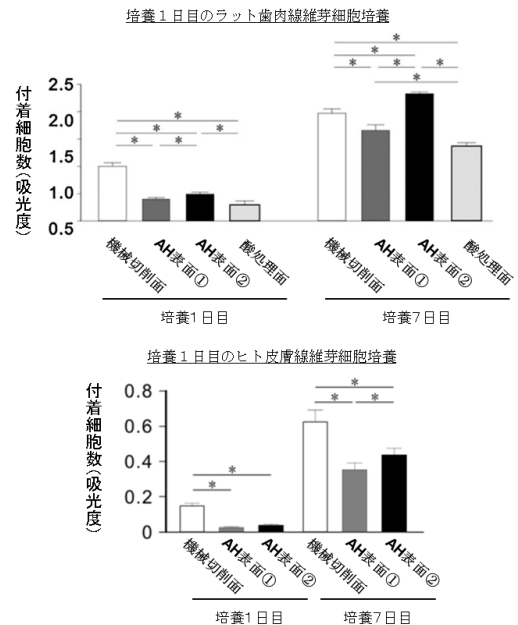 培養１日目のラット歯肉線維芽細胞培養
付着細胞数(吸光度)
2.5
2.0
1.5
1.0
0.5
* * * * * *
* * * * * *
機械切削面
AH表面①
AH表面②
酸処理面
機械切削面
AH表面①
AH表面②
酸処理面
培養1日目
培養7日目
培養１日目のヒト皮膚線維芽細胞培養
付着細胞数(吸光度)
0.8
0.6
0.4
0.2
0
* *
* * *
機械切削面
AH表面①
AH表面②
機械切削面
AH表面①
AH表面②
培養1日目
培養7日目